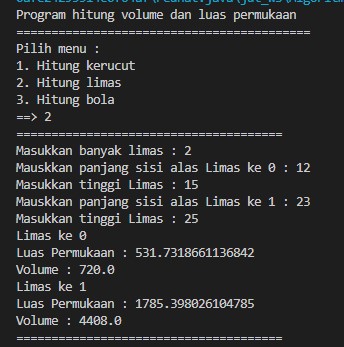 Program hitung volume dan luas permukaan
==========================================
Pilih menu :
1. Hitung kerucut
2. Hitung limas
3. Hitung bola
==> 2
======================================
Masukkan banyak limas : 2
Mauskkan panjang sisi alas Limas ke 0 : 12
Masukkan tinggi Limas : 15
Mauskkan panjang sisi alas Limas ke 1 : 23
Masukkan tinggi Limas : 25
Limas ke 0
Luas Permukaan : 531.7318661136842
Volume : 720.0
Limas ke 1
Luas Permukaan : 1785.398026104785
Volume : 4408.0
======================================